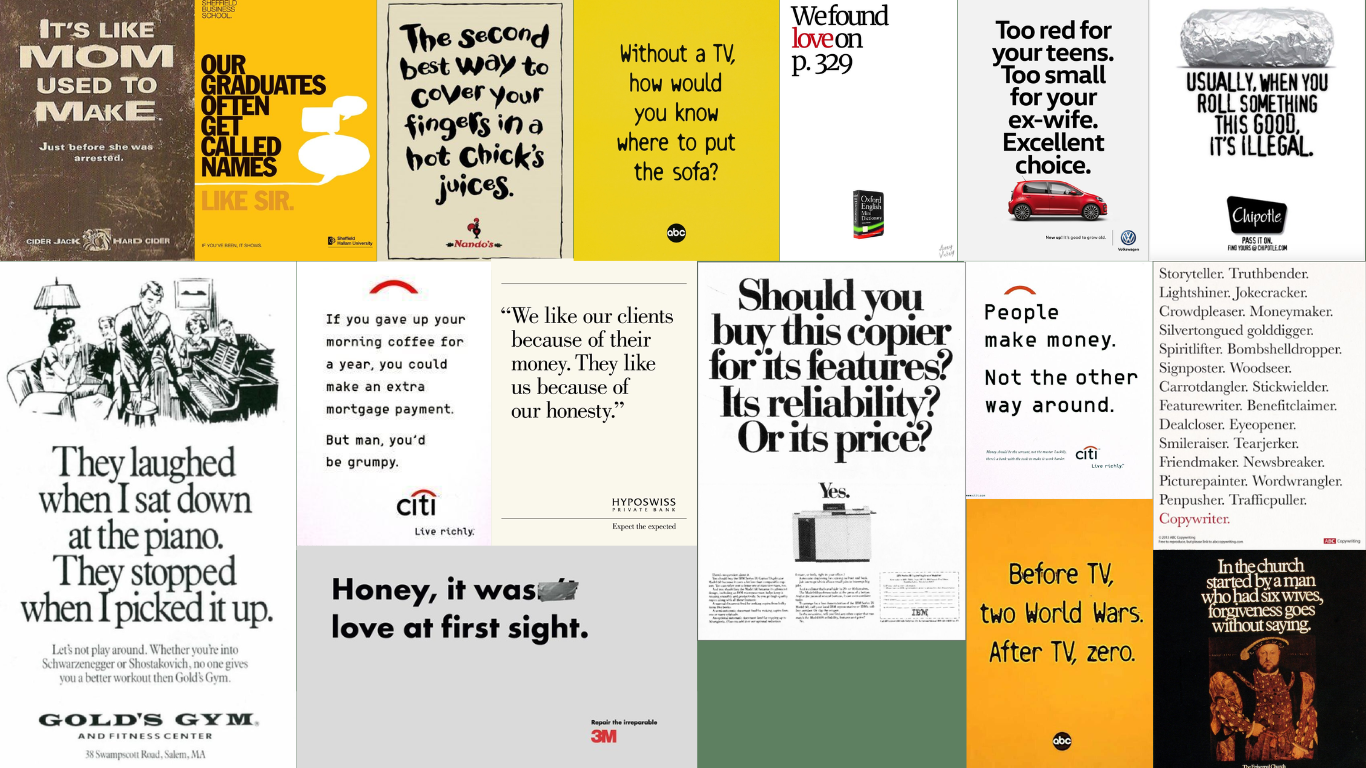 IT'S LIKE
MOM
USED TO
MAKE.
Just before she was
arrested.
CIDER JACK HARD CIDER
SHEFFIELD
BUSINESS
SCHOOL.
OUR
GRADUATES
OFTEN
GET
CALLED
NAMES
LIKE SIR.
IF YOU'VE BEEN, IT SHOWS.
Sheffield
Hallam University
The second
best way to
cover your
fingers in a
hot chick's
juices.
Nando's
Without a TV,
how would
you know
where to put
the sofa?
abc
We found
love on
p. 329
Oxford
English
Mini
Dictionary
Too red for
your teens.
Too small
for your
ex-wife.
Excellent
choice.
New up! It's good to grow old.
Volkswagen
USUALLY, WHEN YOU
ROLL SOMETHING
THIS GOOD,
IT'S ILLEGAL.
Chipotle
PASS IT ON.
FIND YOURS @ CHIPOTLE.COM
They laughed
when I sat down
at the piano.
They stopped
when I picked it up.
Let's not play around. Whether you're into
Schwarzenegger or Shostakovich, no one gives
you a better workout then Gold's Gym.
GOLD'S GYM®
AND FITNESS CENTER
38 Swampscott Road, Salem, MA
If you gave up your
morning coffee for
a year, you could
make an extra
mortgage payment.
But man, you'd
be grumpy.
citi
Live richly.
“We like our clients
because of their
money. They like
us because of
our honesty.”
HYPOSWISS
PRIVATE BANK
Expect the expected
Honey, it was
love at first sight.
Repair the irreparable
3M
Should you
buy this copier
for its features?
Its reliability?
Or its price?
Yes.
IBM
People
make money.
Not the other
way around.
citi
Live richly.
Before TV,
two World Wars.
After TV, zero.
abc
Storyteller. Truthbender.
Lightshiner. Jokecracker.
Crowdpleaser. Moneymaker.
Silvertongued golddigger.
Spiritlifter. Bombshelldropper.
Signposter. Woodseer.
Carrotdangler. Stickwielder.
Featurewriter. Benefitclaimer.
Dealcloser. Eyeopener.
Smileraiser. Tearjerker.
Friendmaker. Newsbreaker.
Picturepainter. Wordwrangler.
Penpusher. Trafficpuller.
Copywriter.
ABC Copywriting
In the church
started by a man
who had six wives,
forgiveness goes
without saying.
The Episcopal Church